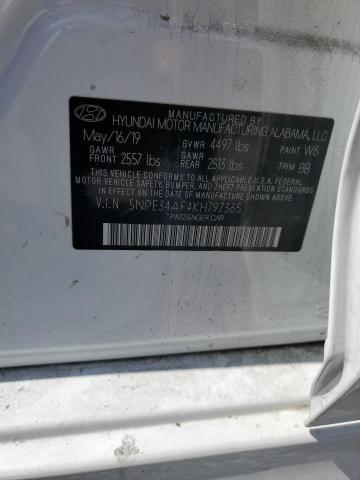 MANUFACTURED BY
HYUNDAI MOTOR MANUFACTURING ALABAMA, LLC
May/16/19 GVWR 4497 lbs PAINT W8
GAWR FRONT 2557 lbs GAWR REAR 2513 lbs TRIM BB
THIS VEHICLE CONFORMS TO ALL APPLICABLE U.S.A. FEDERAL
MOTOR VEHICLE SAFETY, BUMPER, AND THEFT PREVENTION
STANDARDS IN EFFECT ON THE DATE OF MANUFACTURE SHOWN ABOVE.
V.I.N 5NPE34AF4KH797365
PASSENGER CAR